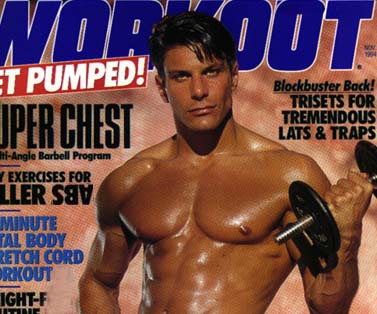 WORKOOT
NOV
1994
ET PUMPED!
UPER CHEST
lti-Angle Barbell Program
Y EXERCISES FOR
LLER ABS
MINUTE
TAL BODY
RETCH CORD
ORKOUT
IGHT-F
UTINE
Blockbuster Back!
TRISETS FOR
TREMENDOUS
LATS & TRAPS